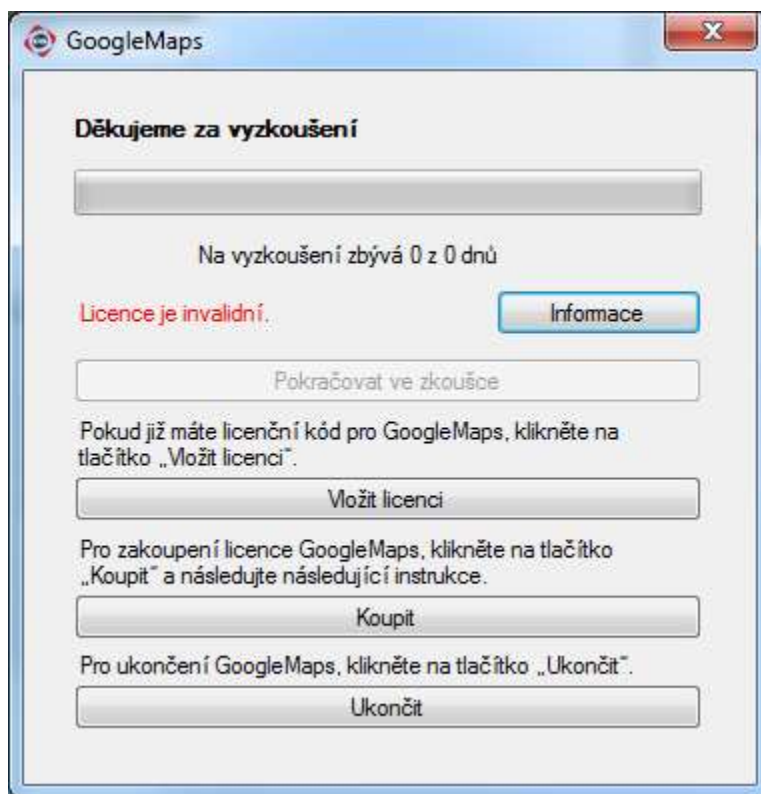 GoogleMaps
Děkujeme za vyzkoušení
Na vyzkoušení zbývá 0 z 0 dnů
Licence je invalidní.
Informace
Pokračovat ve zkoušce
Pokud již máte licenční kód pro GoogleMaps, klikněte na
tlačítko „Vložit licenci".
Vložit licenci
Pro zakoupení licence GoogleMaps, klikněte na tlačítko
„Koupit" a následujte následující instrukce.
Koupit
Pro ukončení GoogleMaps, klikněte na tlačítko „Ukončit".
Ukončit